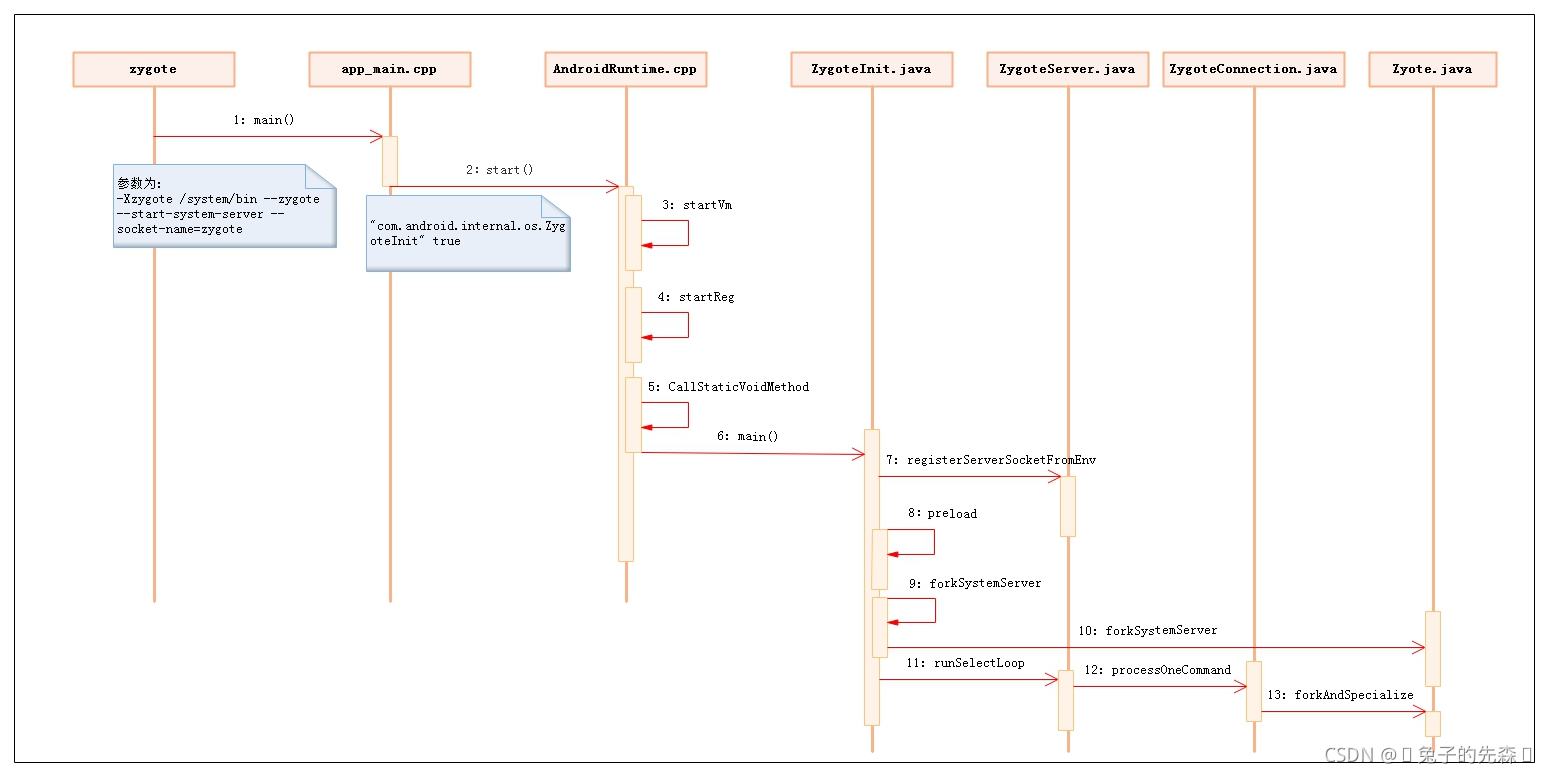 zygote
app_main.cpp
AndroidRuntime.cpp
ZygoteInit.java
ZygoteServer.java
ZygoteConnection.java
Zyote.java
1: main()
参数为:
-Xzygote /system/bin --zygote
--start-system-server --
socket-name=zygote
2: start()
"com.android.internal.os.Zyg
oteInit" true
3: startVm
4: startReg
5: CallStaticVoidMethod
6: main()
7: registerServerSocketFromEnv
8: preload
9: forkSystemServer
10: forkSystemServer
11: runSelectLoop
12: processOneCommand
13: forkAndSpecialize
CSDN @兔子的先森